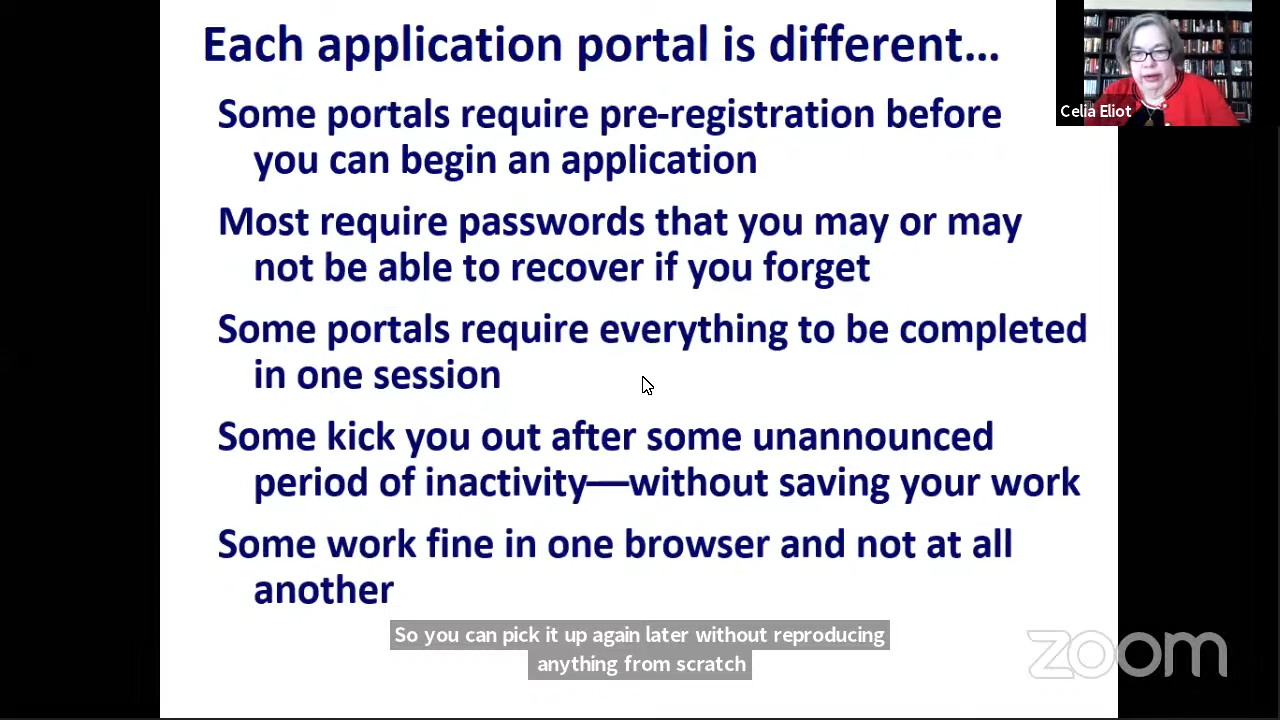 Each application portal is different...
Some portals require pre-registration before
you can begin an application
Most require passwords that you may or may
not be able to recover if you forget
Some portals require everything to be completed
in one session
Some kick you out after some unannounced
period of inactivity—without saving your work
Some work fine in one browser and not at all
another
So you can pick it up again later without reproducing
anything from scratch
Celia Eliot
zoom